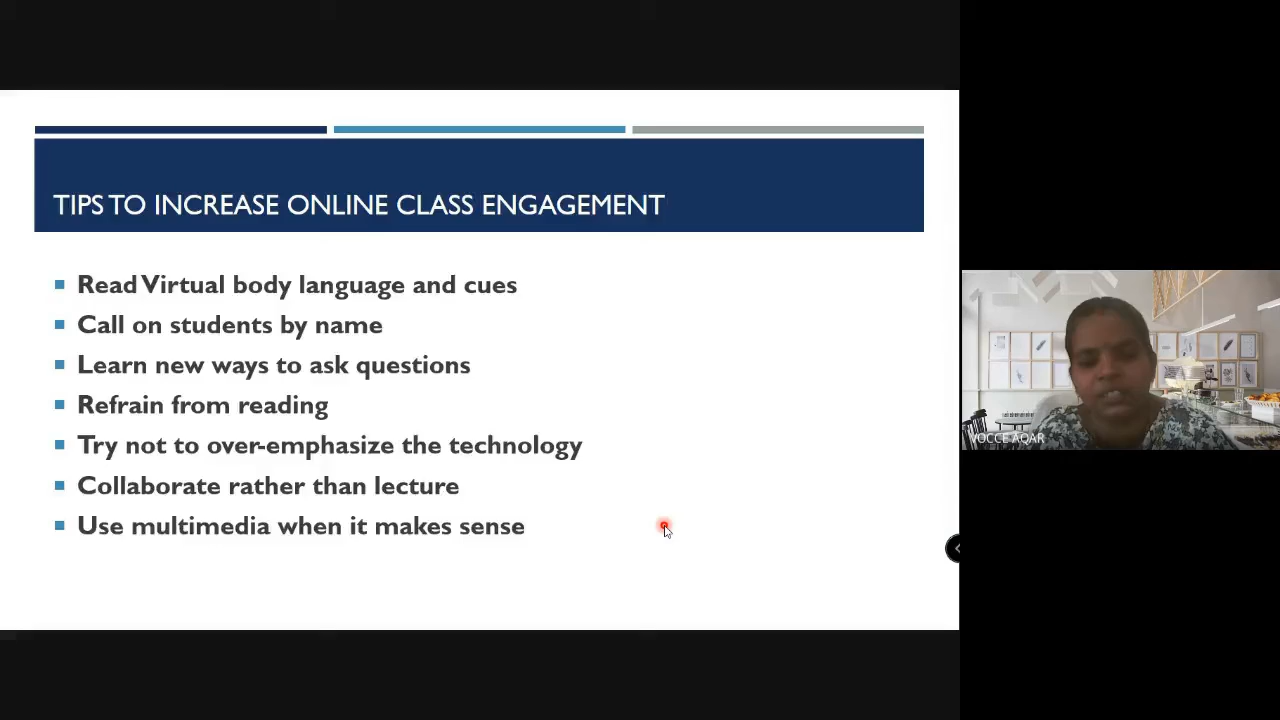 TIPS TO INCREASE ONLINE CLASS ENGAGEMENT
Read Virtual body language and cues
Call on students by name
Learn new ways to ask questions
Refrain from reading
Try not to over-emphasize the technology
Collaborate rather than lecture
Use multimedia when it makes sense
VOCCE AQAR